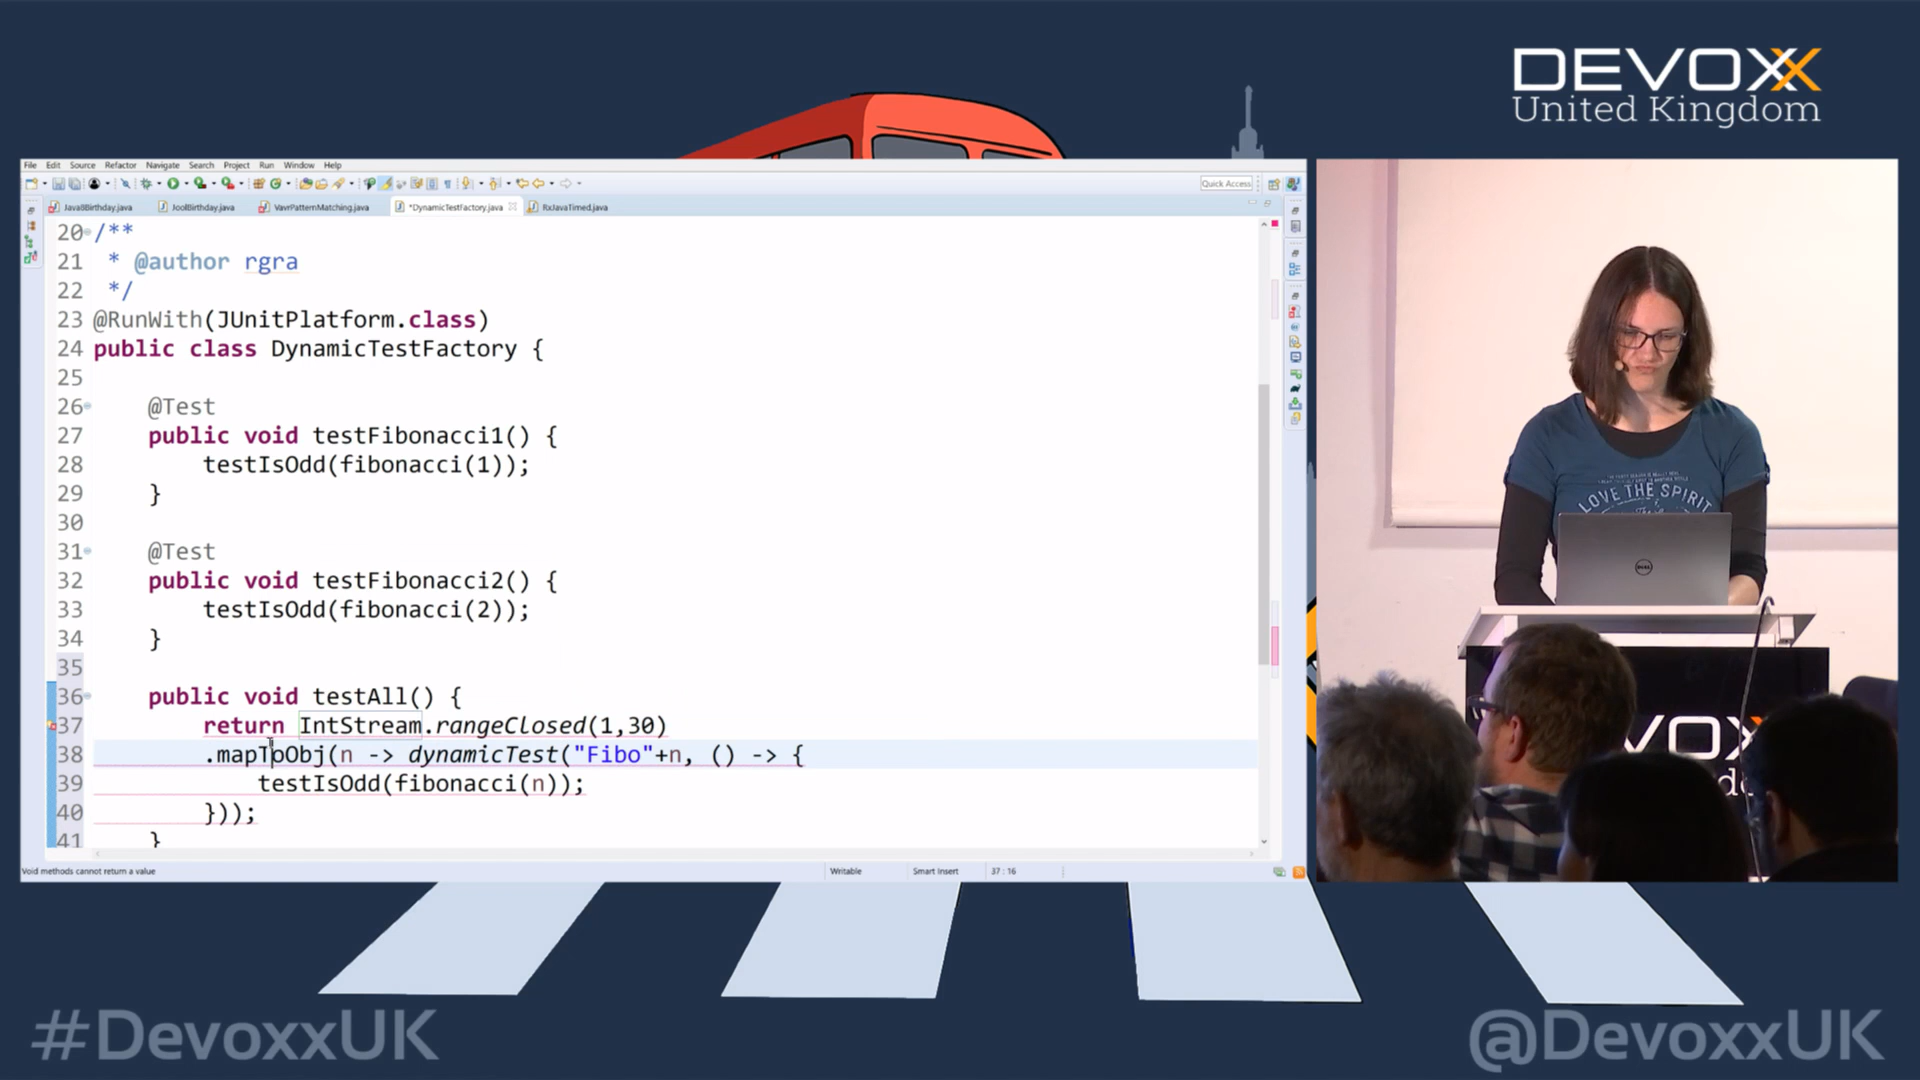 DEVOXX
United Kingdom
File Edit Source Refactor Navigate Search Project Run Window Help
Quick Access
Java8Birthday.java JoolBirthday.java VavrPatternMatching.java *DynamicTestFactory.java RxJavaTimed.java
20 /**
21 * @author rgra
22 */
23 @RunWith(JUnitPlatform.class)
24 public class DynamicTestFactory {
25
26 @Test
27 public void testFibonacci1() {
28 testIsOdd(fibonacci(1));
29 }
30
31 @Test
32 public void testFibonacci2() {
33 testIsOdd(fibonacci(2));
34 }
35
36 public void testAll() {
37 return IntStream.rangeClosed(1,30)
38 .mapToObj(n -> dynamicTest("Fibo"+n, () -> {
39 testIsOdd(fibonacci(n));
40 }));
41 }
Void methods cannot return a value Writable Smart Insert 37 : 16
LOVE THE SPIRIT
DELL
#DevoxxUK
@DevoxxUK